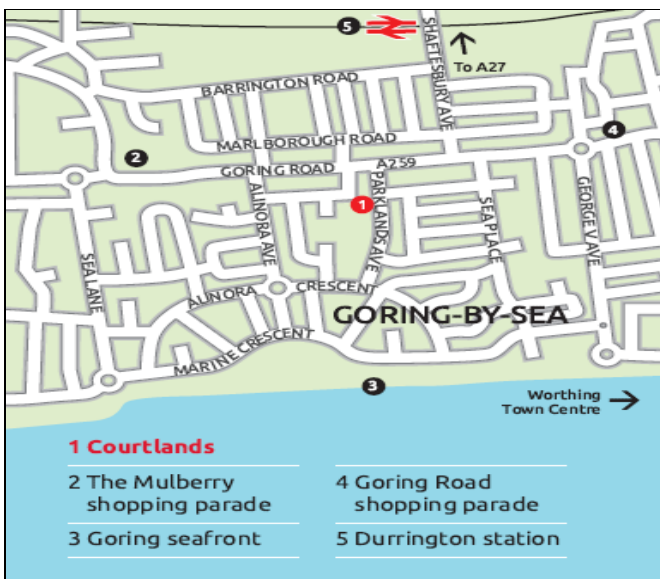 5
SHAFTESBURY AVE
To A27
BARRINGTON ROAD
MARLBOROUGH ROAD
4
2
GORING ROAD
A259
ALINORA AVE
1
PARKLANDS AVE
SEA PLACE
GEORGE V AVE
SEA LANE
ALINORA CRESCENT
GORING-BY-SEA
MARINE CRESCENT
3
Worthing
Town Centre
1 Courtlands
2 The Mulberry
shopping parade
3 Goring seafront
4 Goring Road
shopping parade
5 Durrington station